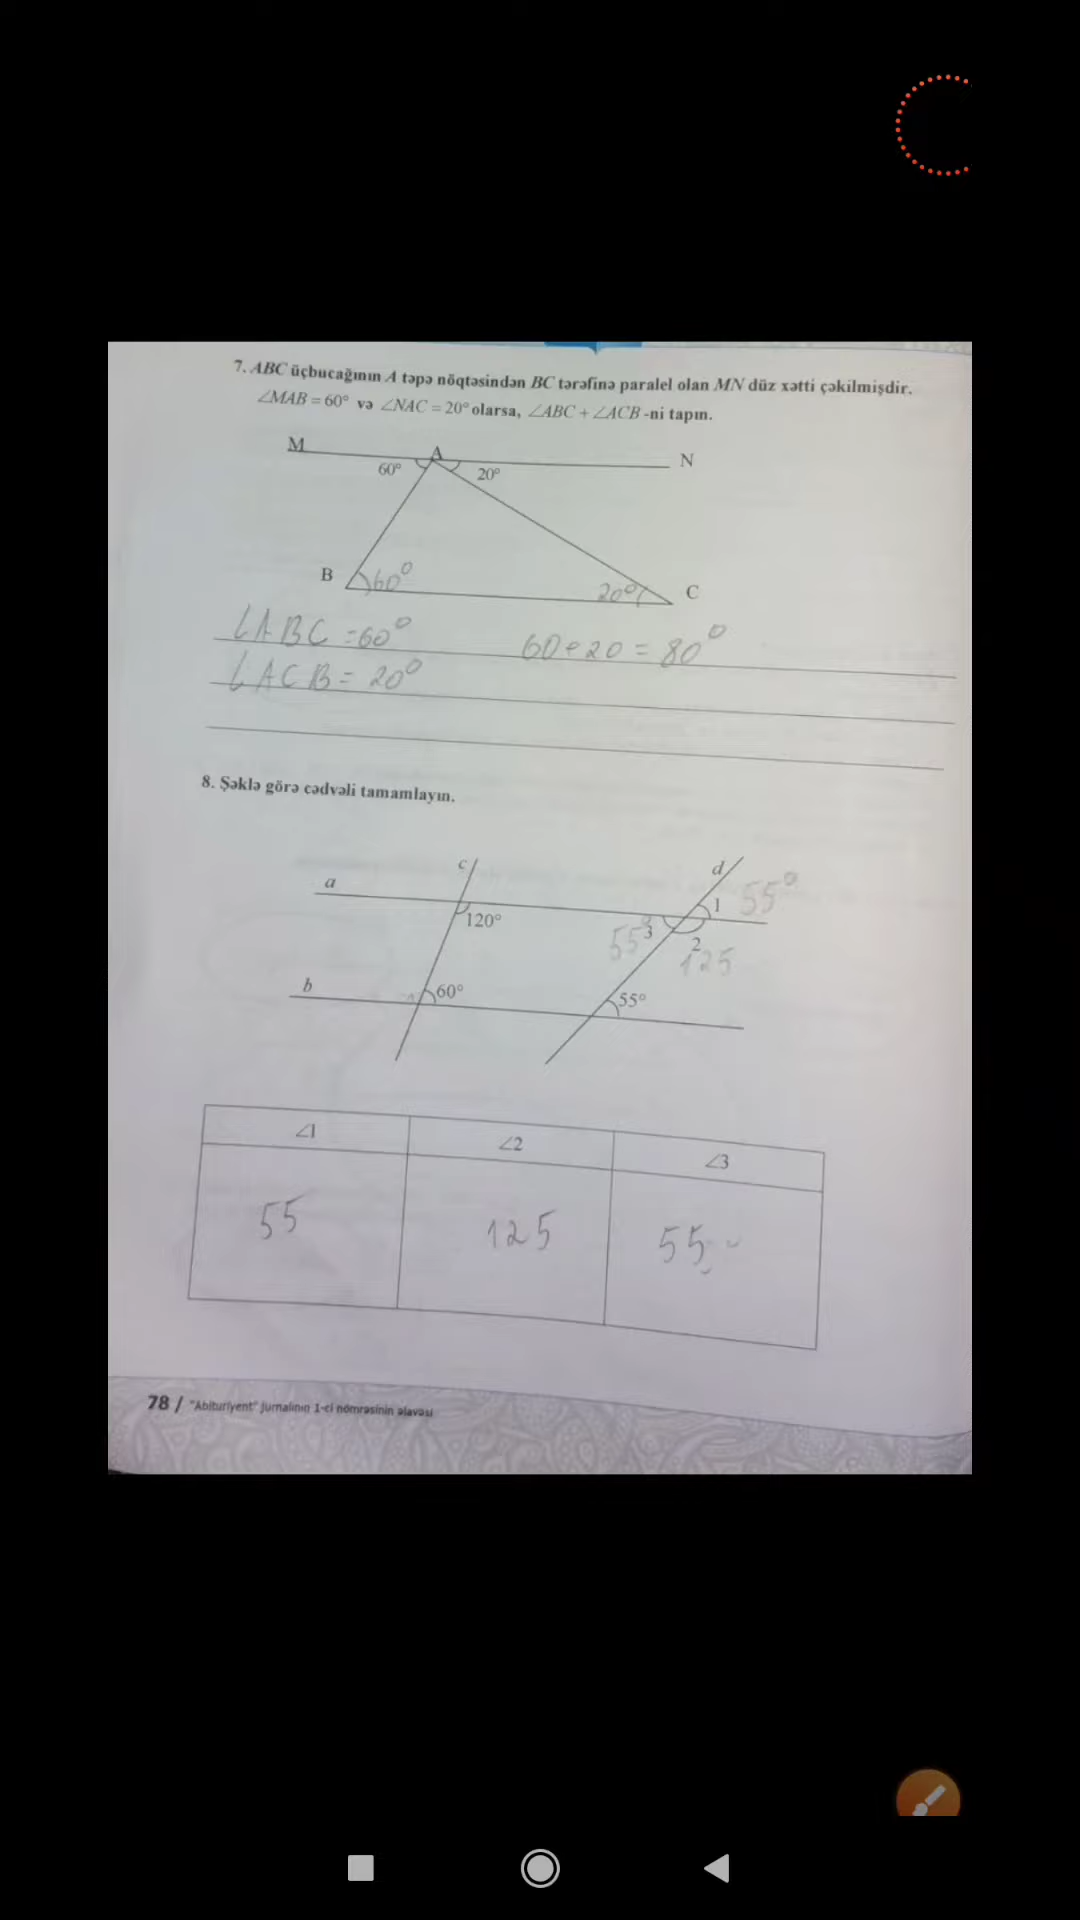 7. ABC üçbucağının A təpə nöqtəsindən BC tərəfinə paralel olan MN düz xətti çəkilmişdir.
∠MAB = 60° və ∠NAC = 20° olarsa, ∠ABC + ∠ACB -ni tapın.
M A N
60° 20°
B 60° 20° C
∠ABC = 60° 60+20 = 80°
∠ACB = 20°
8. Şəklə görə cədvəli tamamlayın.
c d
a 1 55°
120° 55° 3 2 125
b 60° 55°
∠1 ∠2 ∠3
55 125 55
78 / "Abituriyent" jurnalının 1-ci nömrəsinin əlavəsi